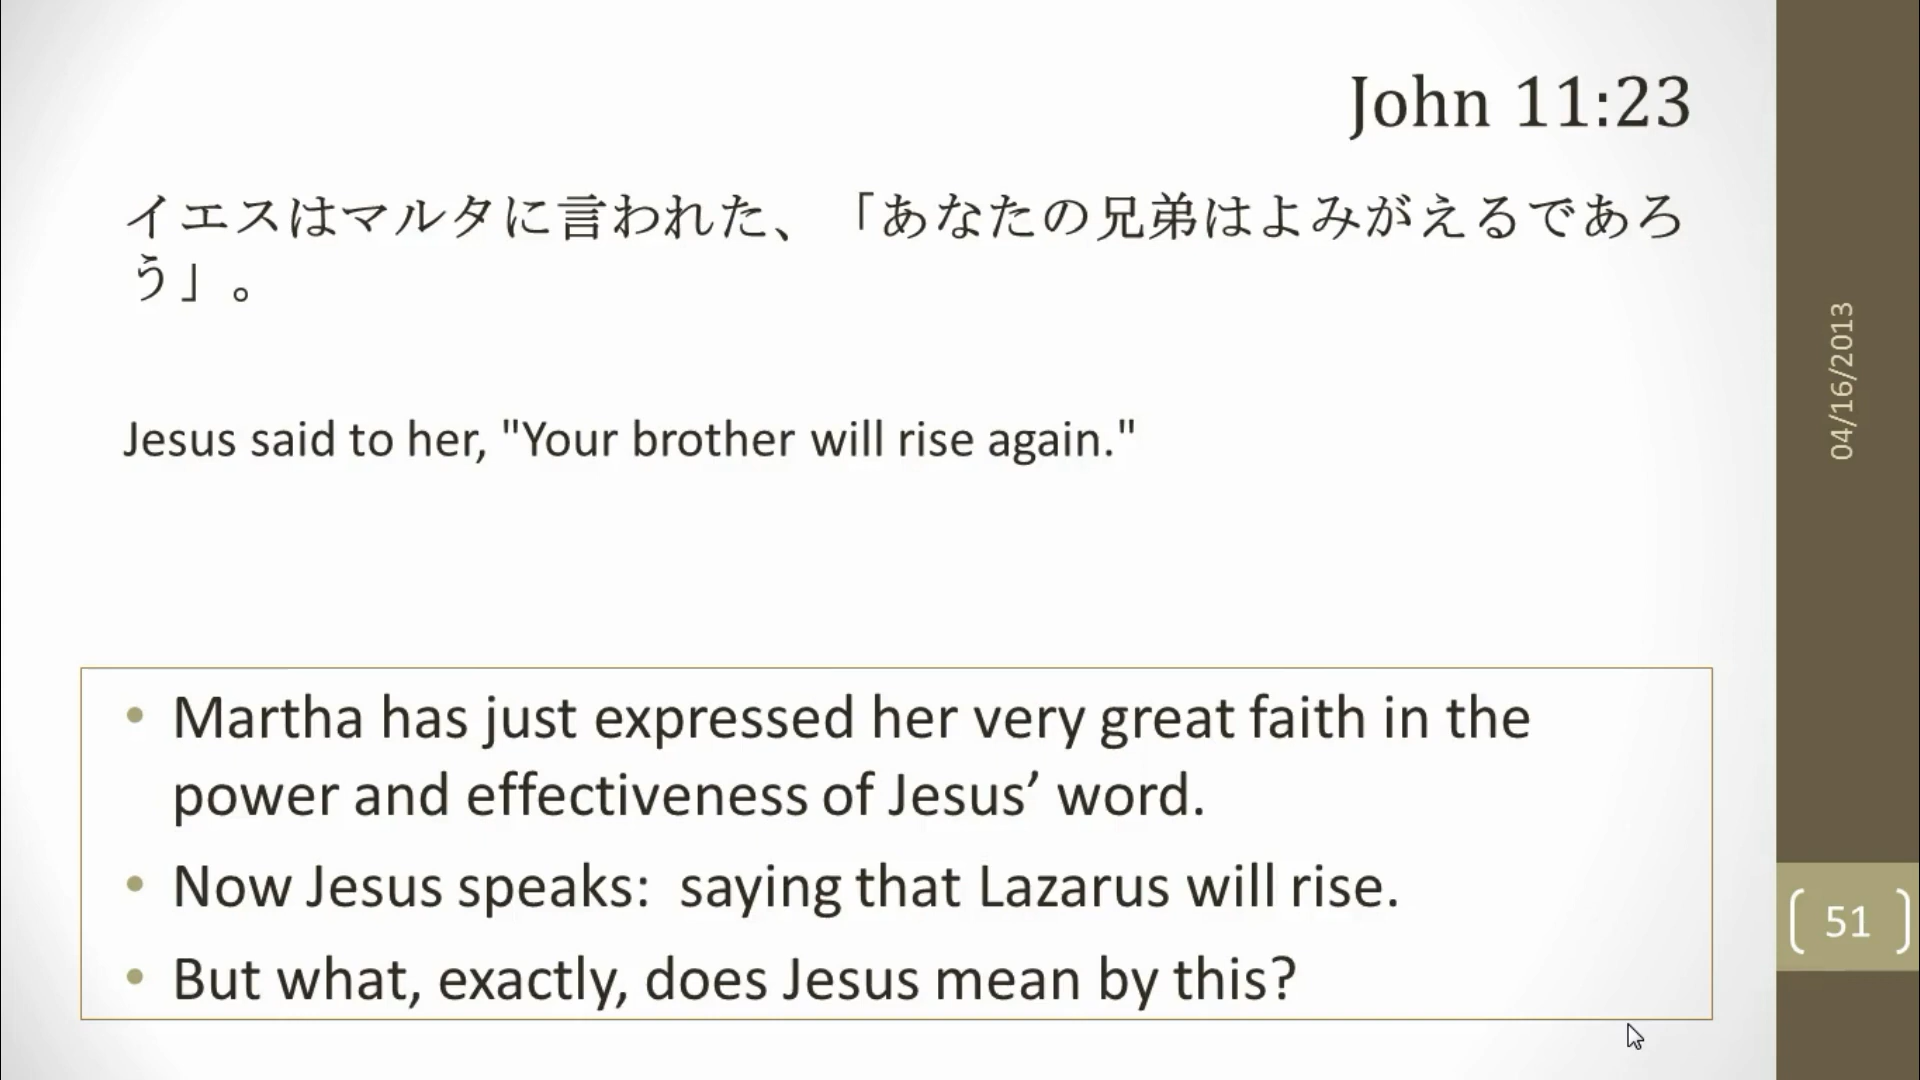 John 11:23
イエスはマルタに言われた、「あなたの兄弟はよみがえるであろ
う」。
Jesus said to her, "Your brother will rise again."
• Martha has just expressed her very great faith in the
power and effectiveness of Jesus’ word.
• Now Jesus speaks:  saying that Lazarus will rise.
• But what, exactly, does Jesus mean by this?
04/16/2013
51